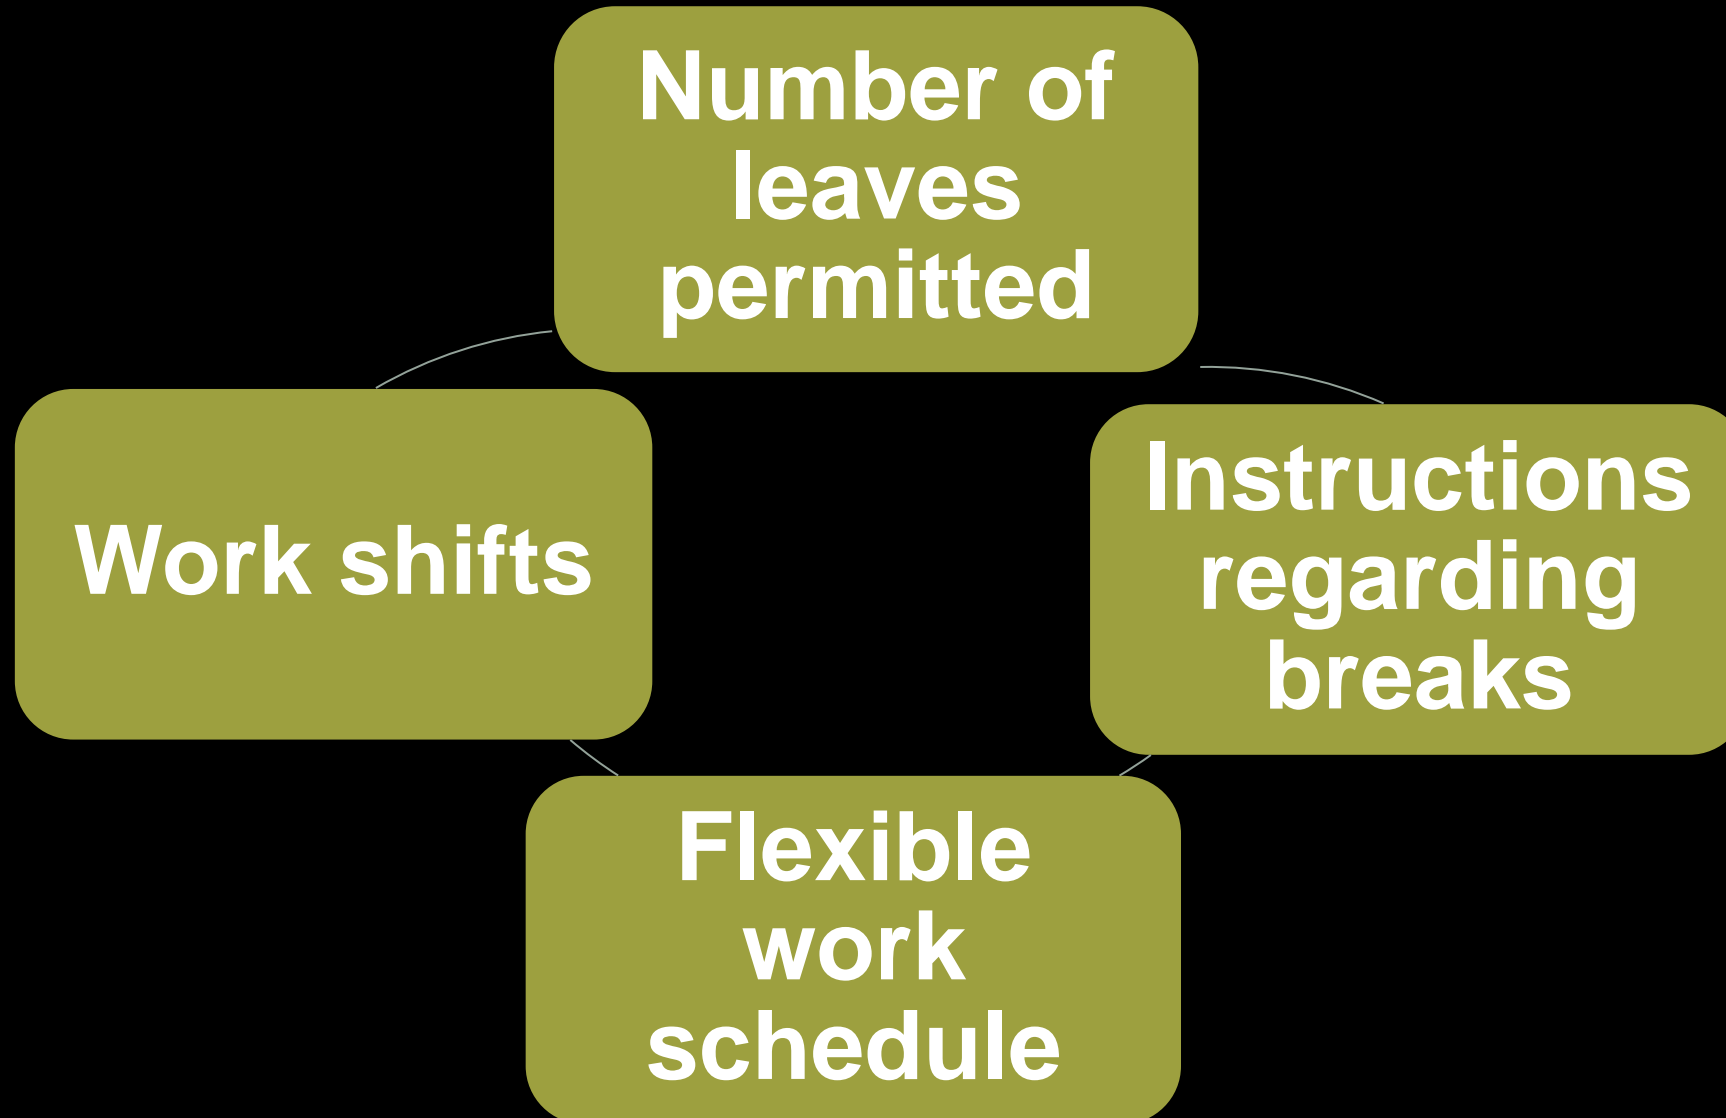 Number of
leaves
permitted
Work shifts
Instructions
regarding
breaks
Flexible
work
schedule